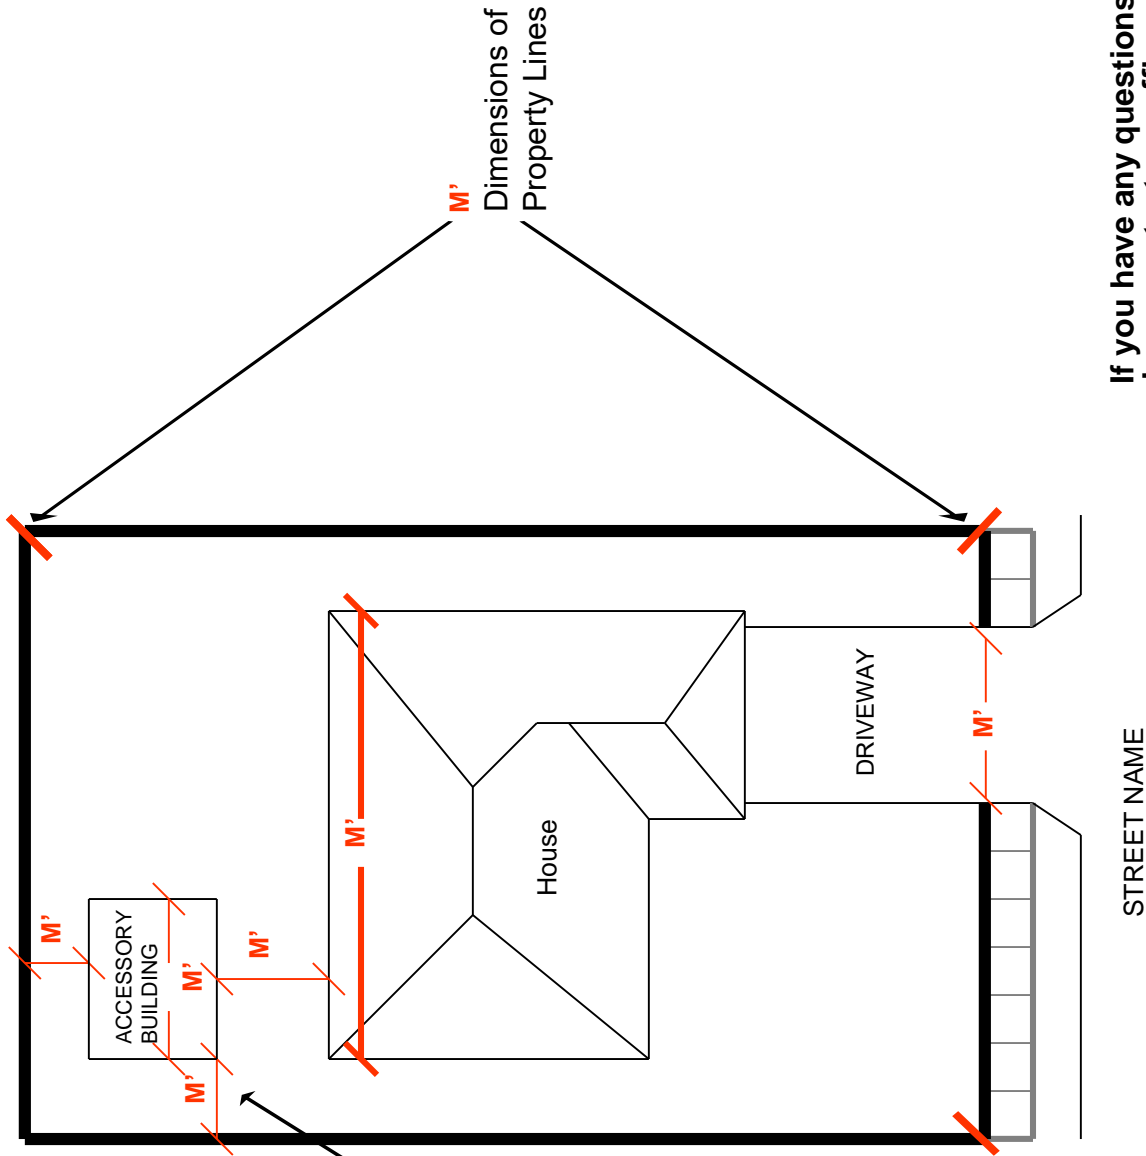 M’
Dimensions of
Property Lines
M’
ACCESSORY
BUILDING
M’
M’
M’
M’
House
DRIVEWAY
M’
STREET NAME
If you have any questions